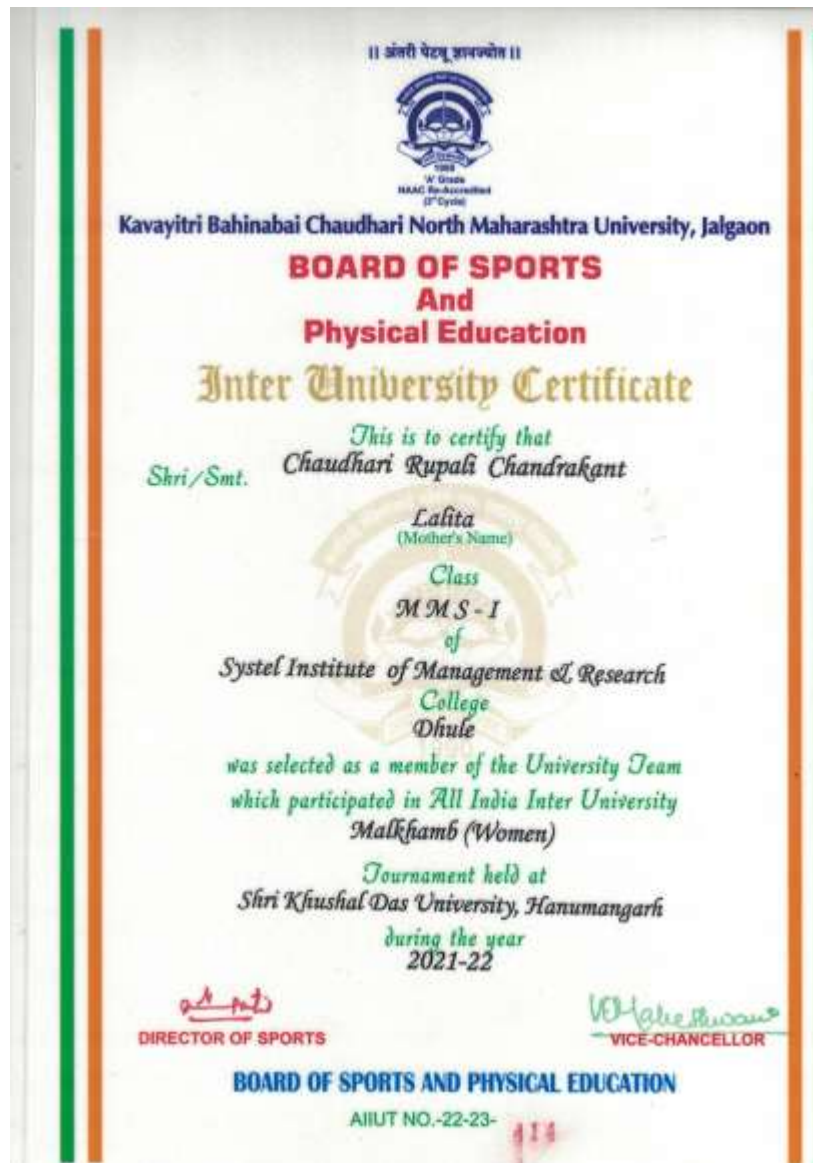 || अंतरी पेटवू ज्ञानज्योत ||
1990
'A' Grade
NAAC Re-Accredited
(3rd Cycle)
Kavayitri Bahinabai Chaudhari North Maharashtra University, Jalgaon
BOARD OF SPORTS
And
Physical Education
Inter University Certificate
This is to certify that
Shri/Smt. Chaudhari Rupali Chandrakant
Lalita
(Mother's Name)
Class
M M S - I
of
Systel Institute of Management & Research
College
Dhule
was selected as a member of the University Team
which participated in All India Inter University
Malkhamb (Women)
Tournament held at
Shri Khushal Das University, Hanumangarh
during the year
2021-22
DIRECTOR OF SPORTS
VICE-CHANCELLOR
BOARD OF SPORTS AND PHYSICAL EDUCATION
AIIUT NO.-22-23-